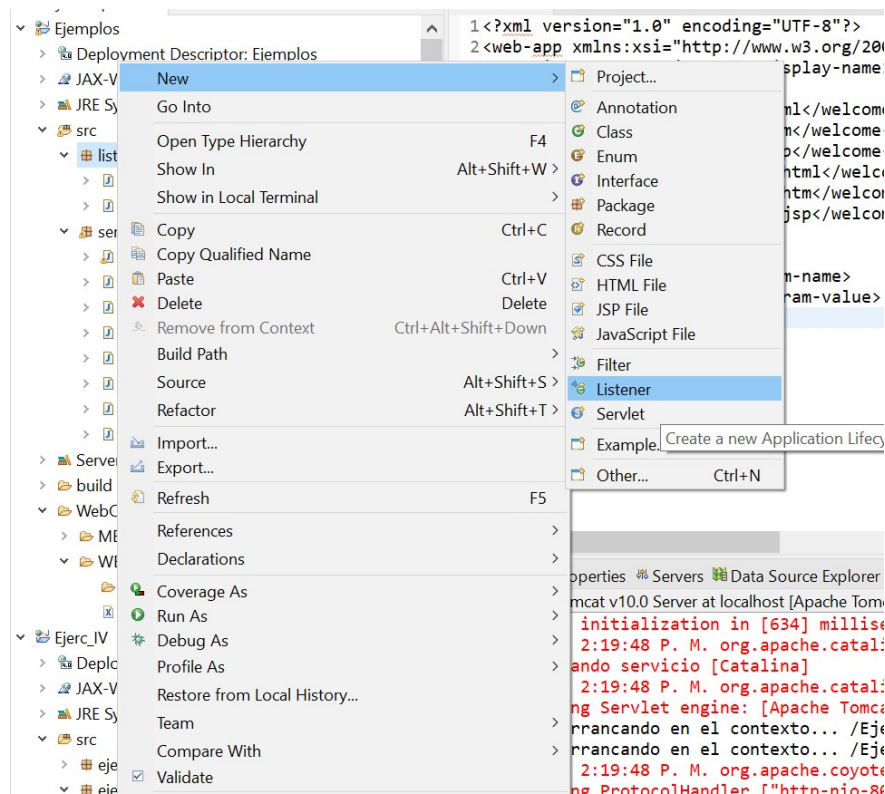 Ejemplos
Deployment Descriptor: Ejemplos
JAX-W
JRE Sy
src
list
ser
Server
build
WebC
ME
WE
Ejerc_IV
Deplo
JAX-W
JRE Sy
src
eje
eje
New
Go Into
Open Type Hierarchy F4
Show In Alt+Shift+W >
Show in Local Terminal >
Copy Ctrl+C
Copy Qualified Name
Paste Ctrl+V
Delete Delete
Remove from Context Ctrl+Alt+Shift+Down
Build Path >
Source Alt+Shift+S >
Refactor Alt+Shift+T >
Import...
Export...
Refresh F5
References >
Declarations >
Coverage As >
Run As >
Debug As >
Profile As >
Restore from Local History...
Team >
Compare With >
Validate
Project...
Annotation
Class
Enum
Interface
Package
Record
CSS File
HTML File
JSP File
JavaScript File
Filter
Listener
Servlet
Example.
Create a new Application Lifecy
Other... Ctrl+N
1 <?xml version="1.0" encoding="UTF-8"?>
2 <web-app xmlns:xsi="http://www.w3.org/200
splay-name>
ml</welcome
m</welcome-
p</welcome-
html</welco
htm</welcom
jsp</welcom
m-name>
ram-value>
operties Servers Data Source Explorer
mcat v10.0 Server at localhost [Apache Tomc
initialization in [634] millise
2:19:48 P. M. org.apache.catali
ando servicio [Catalina]
2:19:48 P. M. org.apache.catali
ng Servlet engine: [Apache Tomca
rrancando en el contexto... /Eje
rrancando en el contexto... /Eje
2:19:48 P. M. org.apache.coyote
ng ProtocolHandler ["http-nio-80